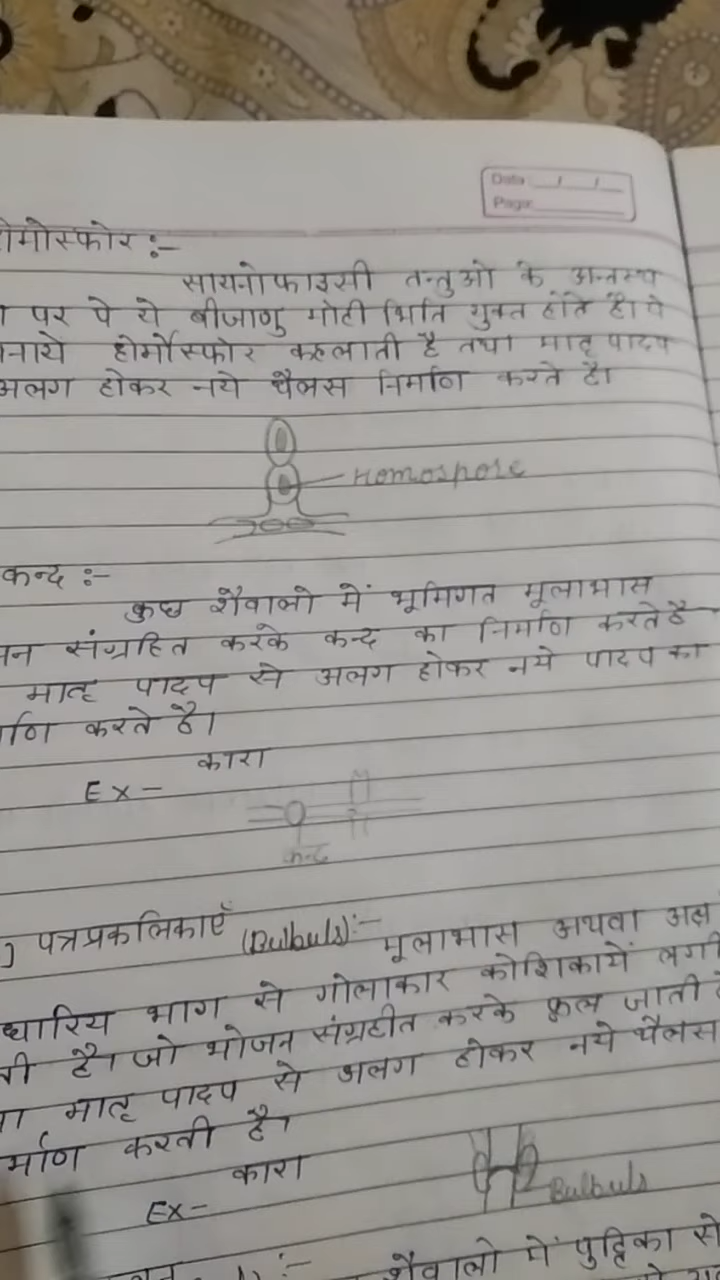 Date / /
Page
ोमोस्फोर :-
सायनोफाइसी तन्तुओ के अन्तस्थ
पर पे ये बीजाणु मोटी भिति युक्त होते है। ये
नाये होर्मोस्फोर कहलाती है तथा मातृ पादप
अलग होकर नये थैलस निर्माण करते है।
Homospore
कन्द :-
कुछ शैवालो में भूमिगत मूलाभास
जन संग्रहित करके कन्द का निर्माण करते है
मातृ पादप से अलग होकर नये पादप का
र्माण करते है।
Ex- कारा
कन्द
) पत्रप्रकलिकाएँ (Bulbuls):- मूलाभास अथवा अक्ष
धारिय भाग से गोलाकार कोशिकायें लगी
ती है। जो भोजन संग्रहीत करके फूल जाती
मातृ पादप से अलग होकर नये थैलस
र्माण करती है।
Ex- कारा
Bulbuls
:- शैवालो में पुट्टिका से